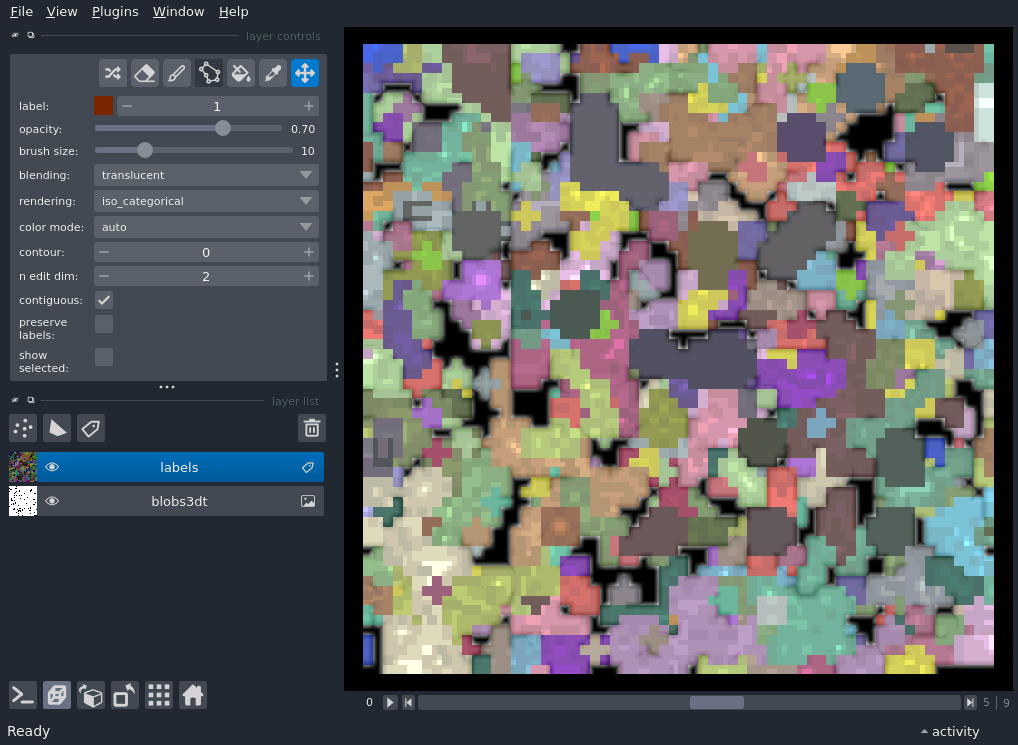 File View Plugins Window Help
layer controls
label: 1
opacity: 0.70
brush size: 10
blending: translucent
rendering: iso_categorical
color mode: auto
contour: 0
n edit dim: 2
contiguous:
preserve
labels:
show
selected:
layer list
labels
blobs3dt
0 5 9
Ready activity